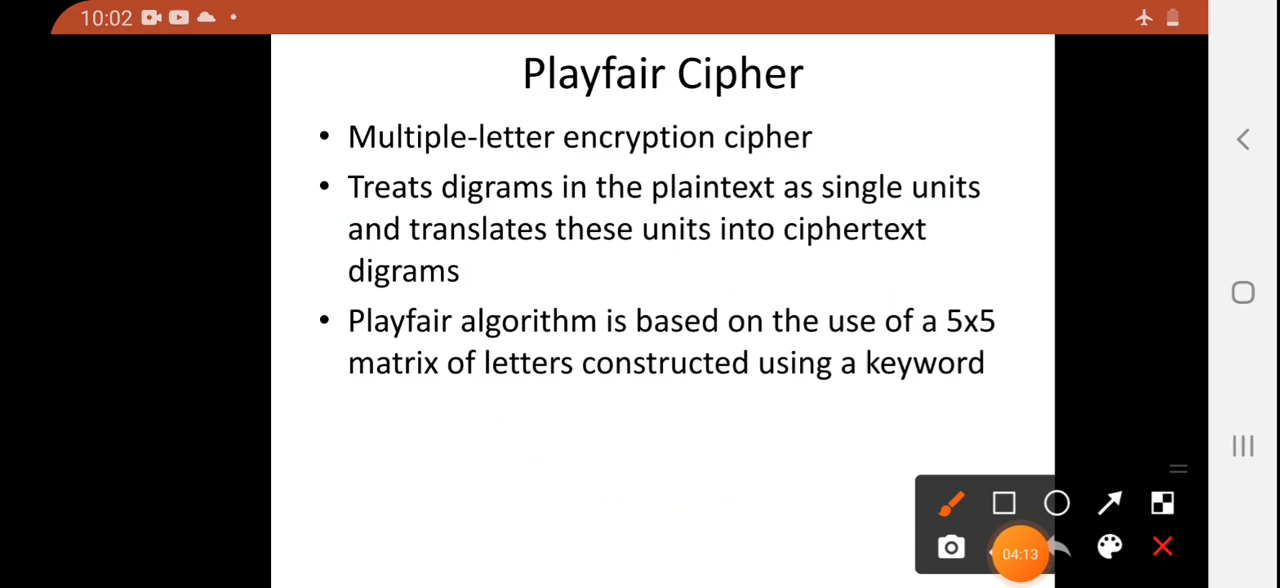 10:02
Playfair Cipher
• Multiple-letter encryption cipher
• Treats digrams in the plaintext as single units
and translates these units into ciphertext
digrams
• Playfair algorithm is based on the use of a 5x5
matrix of letters constructed using a keyword
04:13